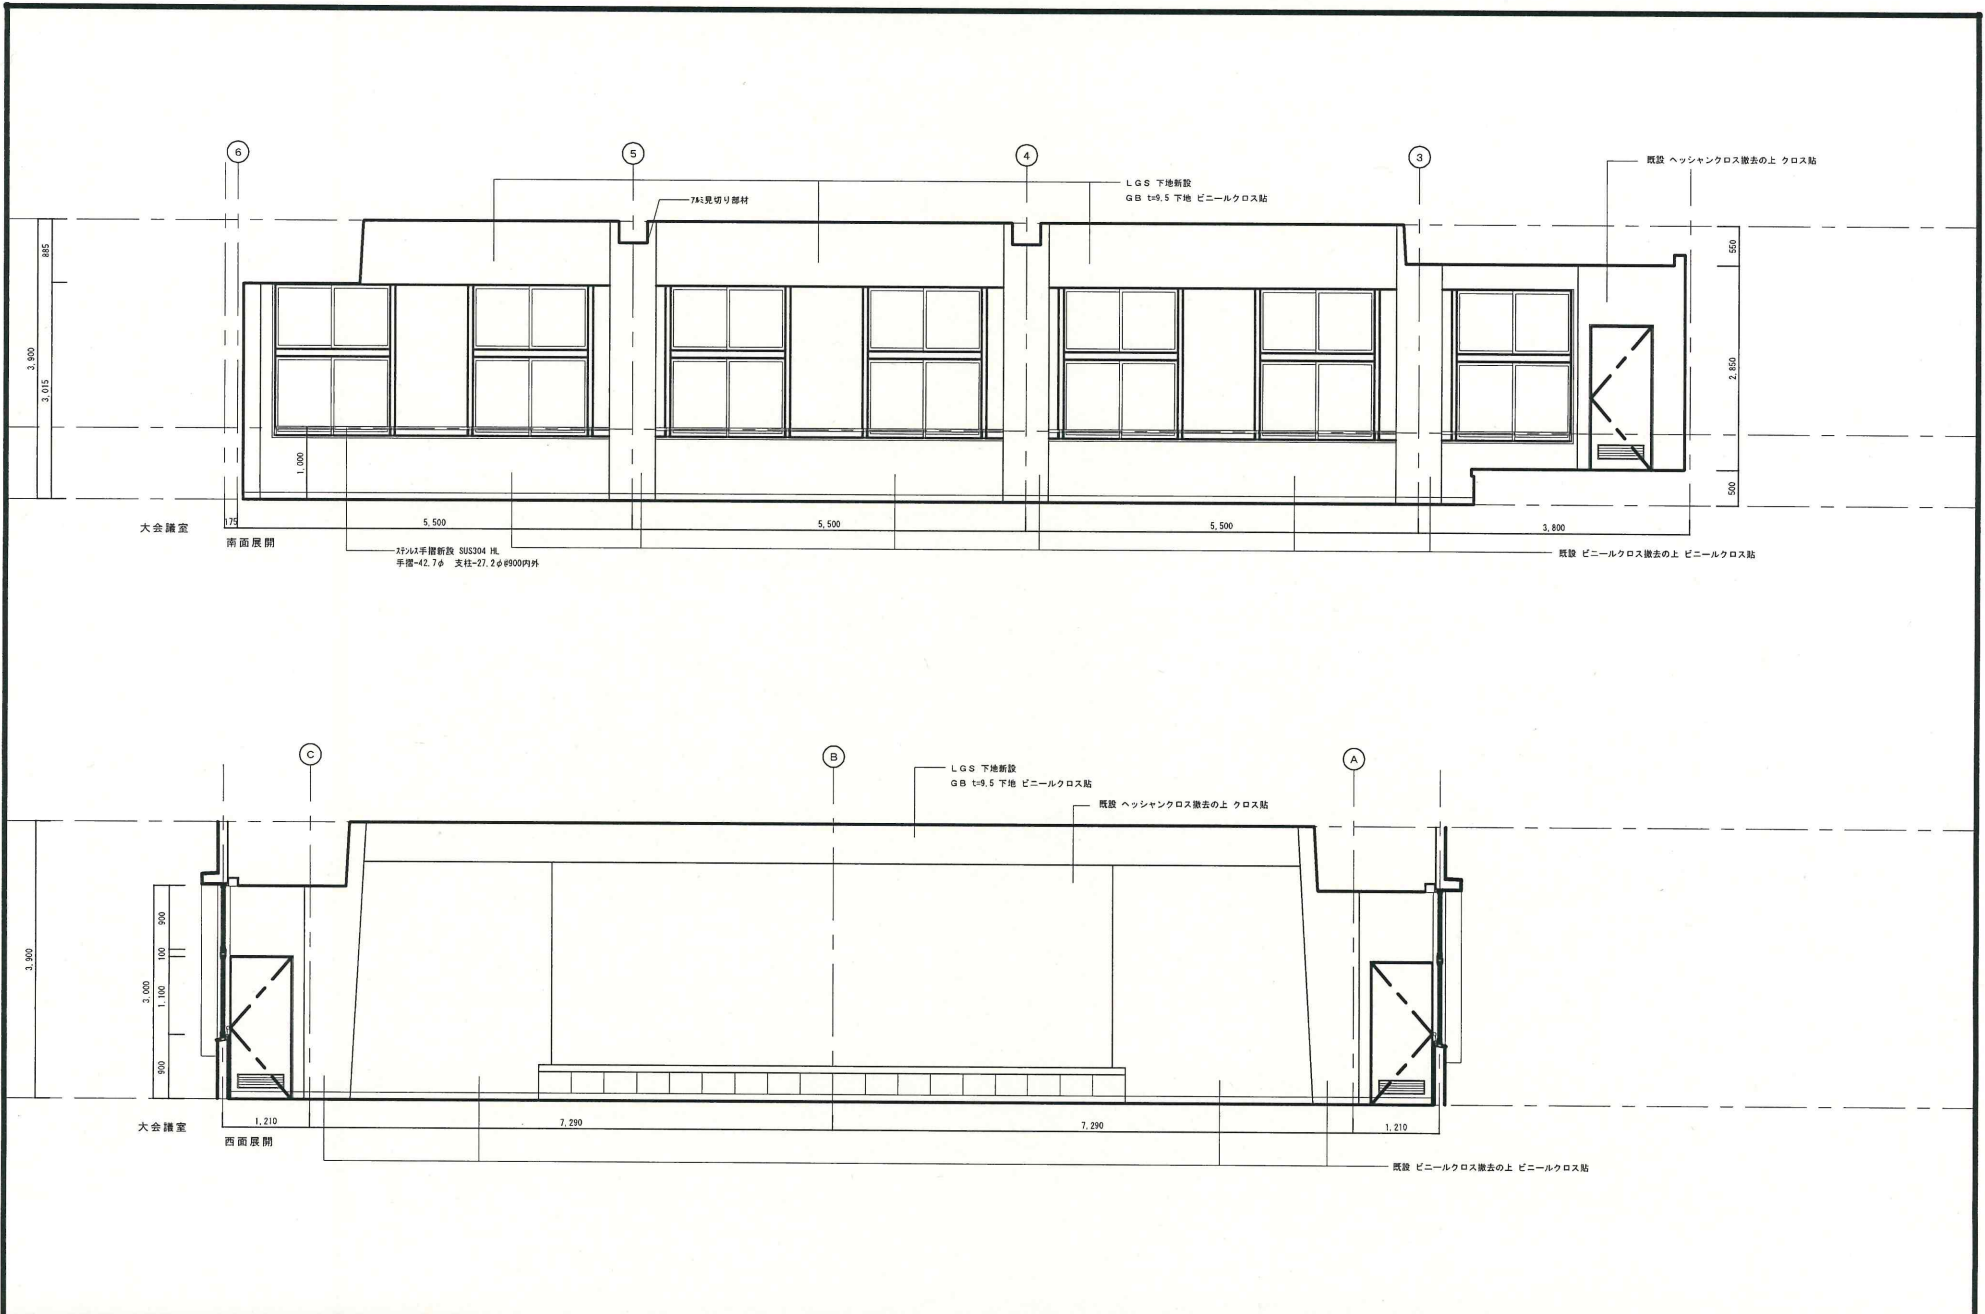 6
5
4
3
既設 ヘッシャンクロス撤去の上 クロス貼
LGS 下地新設
GB t=9.5 下地 ビニールクロス貼
アルミ見切り部材
885
3,900
3,015
1,000
550
2,850
500
175
5,500
5,500
5,500
3,800
大会議室
南面展開
ステンレス手摺新設 SUS304 HL
手摺-42.7φ 支柱-27.2φ@900内外
既設 ビニールクロス撤去の上 ビニールクロス貼
C
B
A
LGS 下地新設
GB t=9.5 下地 ビニールクロス貼
既設 ヘッシャンクロス撤去の上 クロス貼
3,900
3,000
900
100
1,100
900
1,210
7,290
7,290
1,210
大会議室
西面展開
既設 ビニールクロス撤去の上 ビニールクロス貼